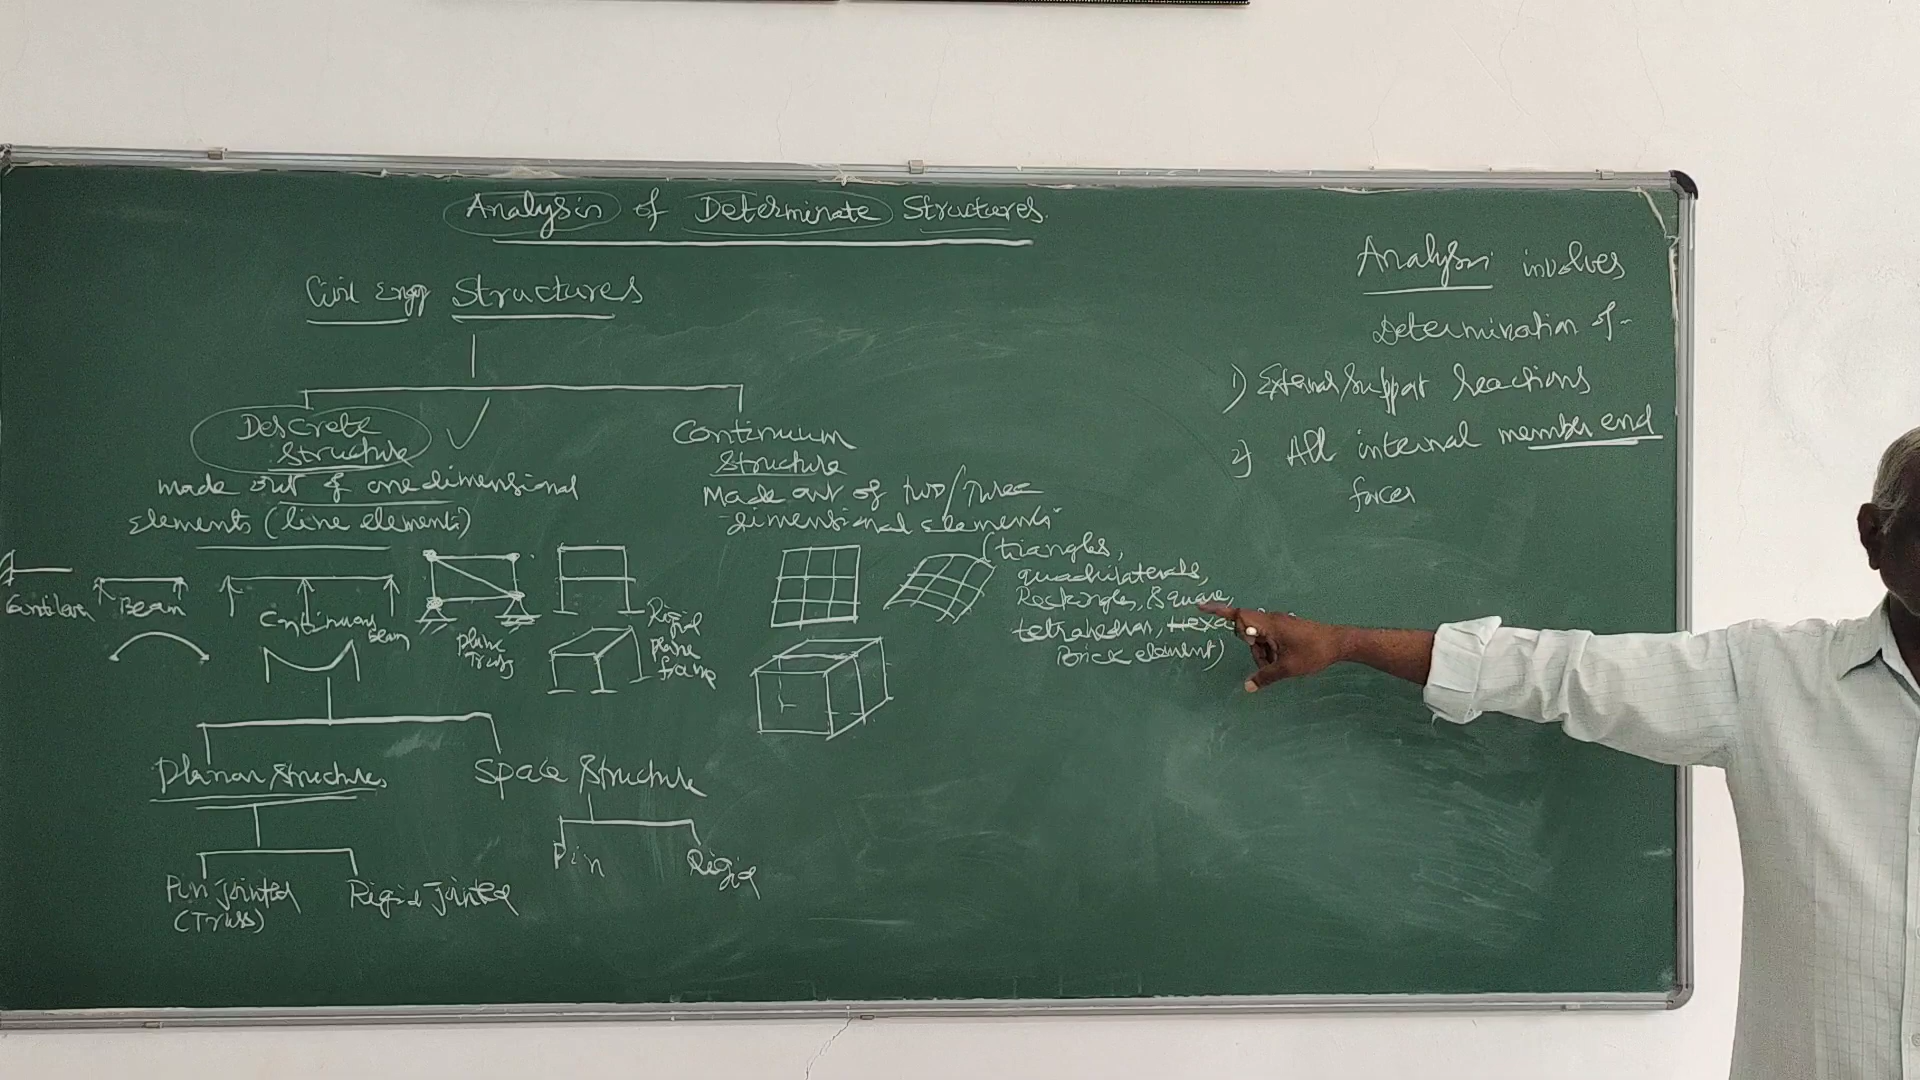 Analysis of Determinate Structures.
Civil Engg Structures
Descrete
Structure
made out of one dimensional
elements (line elements)
Cantilever
Beam
Continuous
beam
plane
Truss
Rigid
plane
frame
Planar Structures
Pin Jointed
(Truss)
Rigid Jointed
Space Structure
Pin
Rigid
Continuum
Structure
Made out of two/Three
-dimensional elements
(triangles,
quadrilaterals,
Rectangles, Square,
tetrahedran, Hexa
Brick element)
Analysis involves
Determination of
1) External/Support Reactions
2) All internal member end
forces